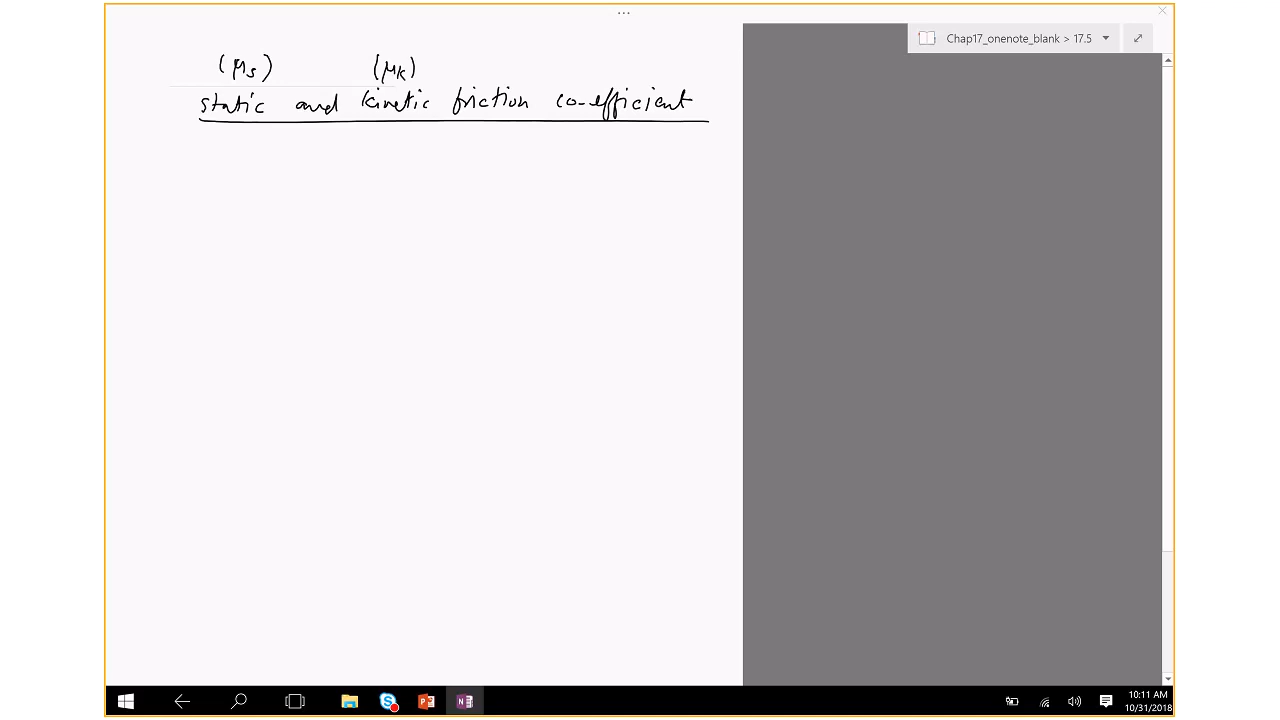 ...
Chap17_onenote_blank > 17.5
(μs) (μk)
static and kinetic friction co-efficient
10:11 AM
10/31/2018